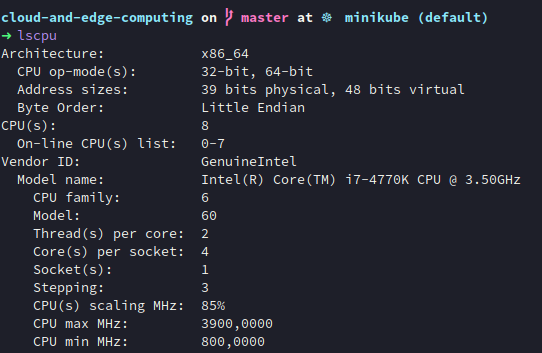 cloud-and-edge-computing on master at ⎈ minikube (default)
➜ lscpu
Architecture: x86_64
CPU op-mode(s): 32-bit, 64-bit
Address sizes: 39 bits physical, 48 bits virtual
Byte Order: Little Endian
CPU(s): 8
On-line CPU(s) list: 0-7
Vendor ID: GenuineIntel
Model name: Intel(R) Core(TM) i7-4770K CPU @ 3.50GHz
CPU family: 6
Model: 60
Thread(s) per core: 2
Core(s) per socket: 4
Socket(s): 1
Stepping: 3
CPU(s) scaling MHz: 85%
CPU max MHz: 3900,0000
CPU min MHz: 800,0000